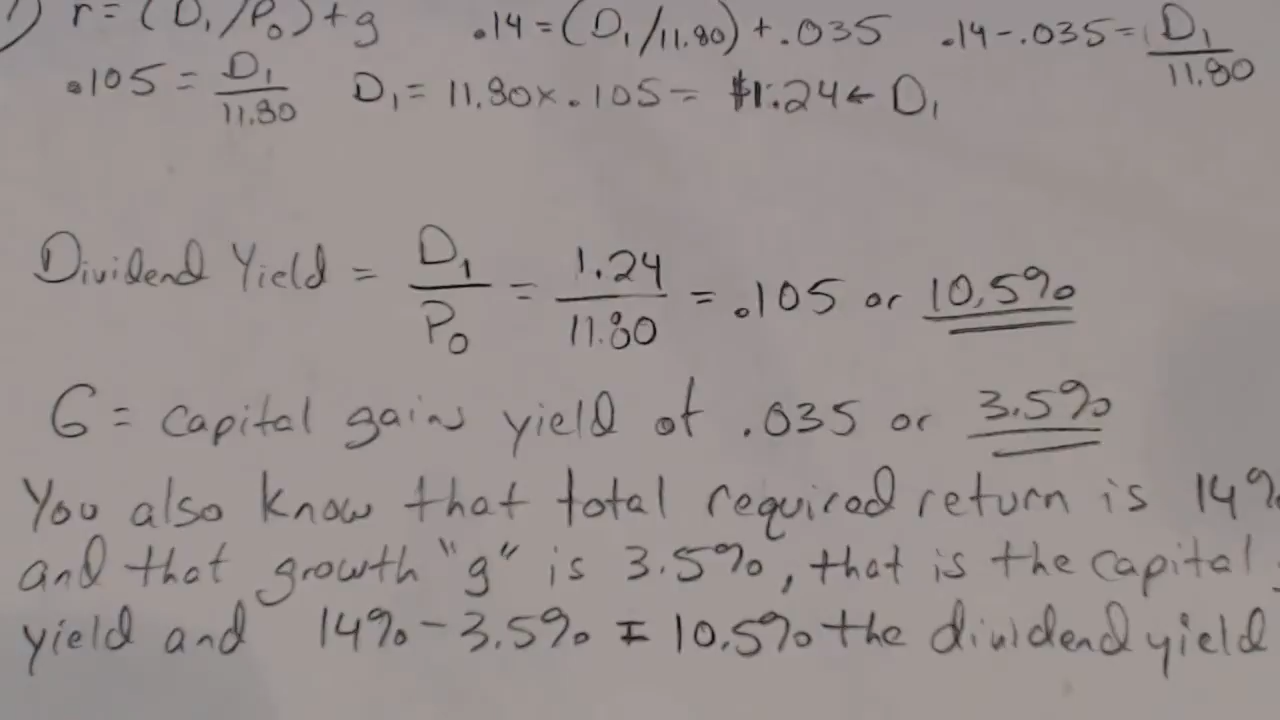 1) r = (D₁/P₀) + g .14 = (D₁/11.80) + .035 .14 - .035 = D₁/11.80
.105 = D₁/11.80 D₁ = 11.80 x .105 = $1.24 ← D₁
Dividend Yield = D₁/P₀ = 1.24/11.80 = .105 or 10.5%
G = capital gains yield of .035 or 3.5%
You also know that total required return is 14%
and that growth "g" is 3.5%, that is the capital
yield and 14% - 3.5% = 10.5% the dividend yield